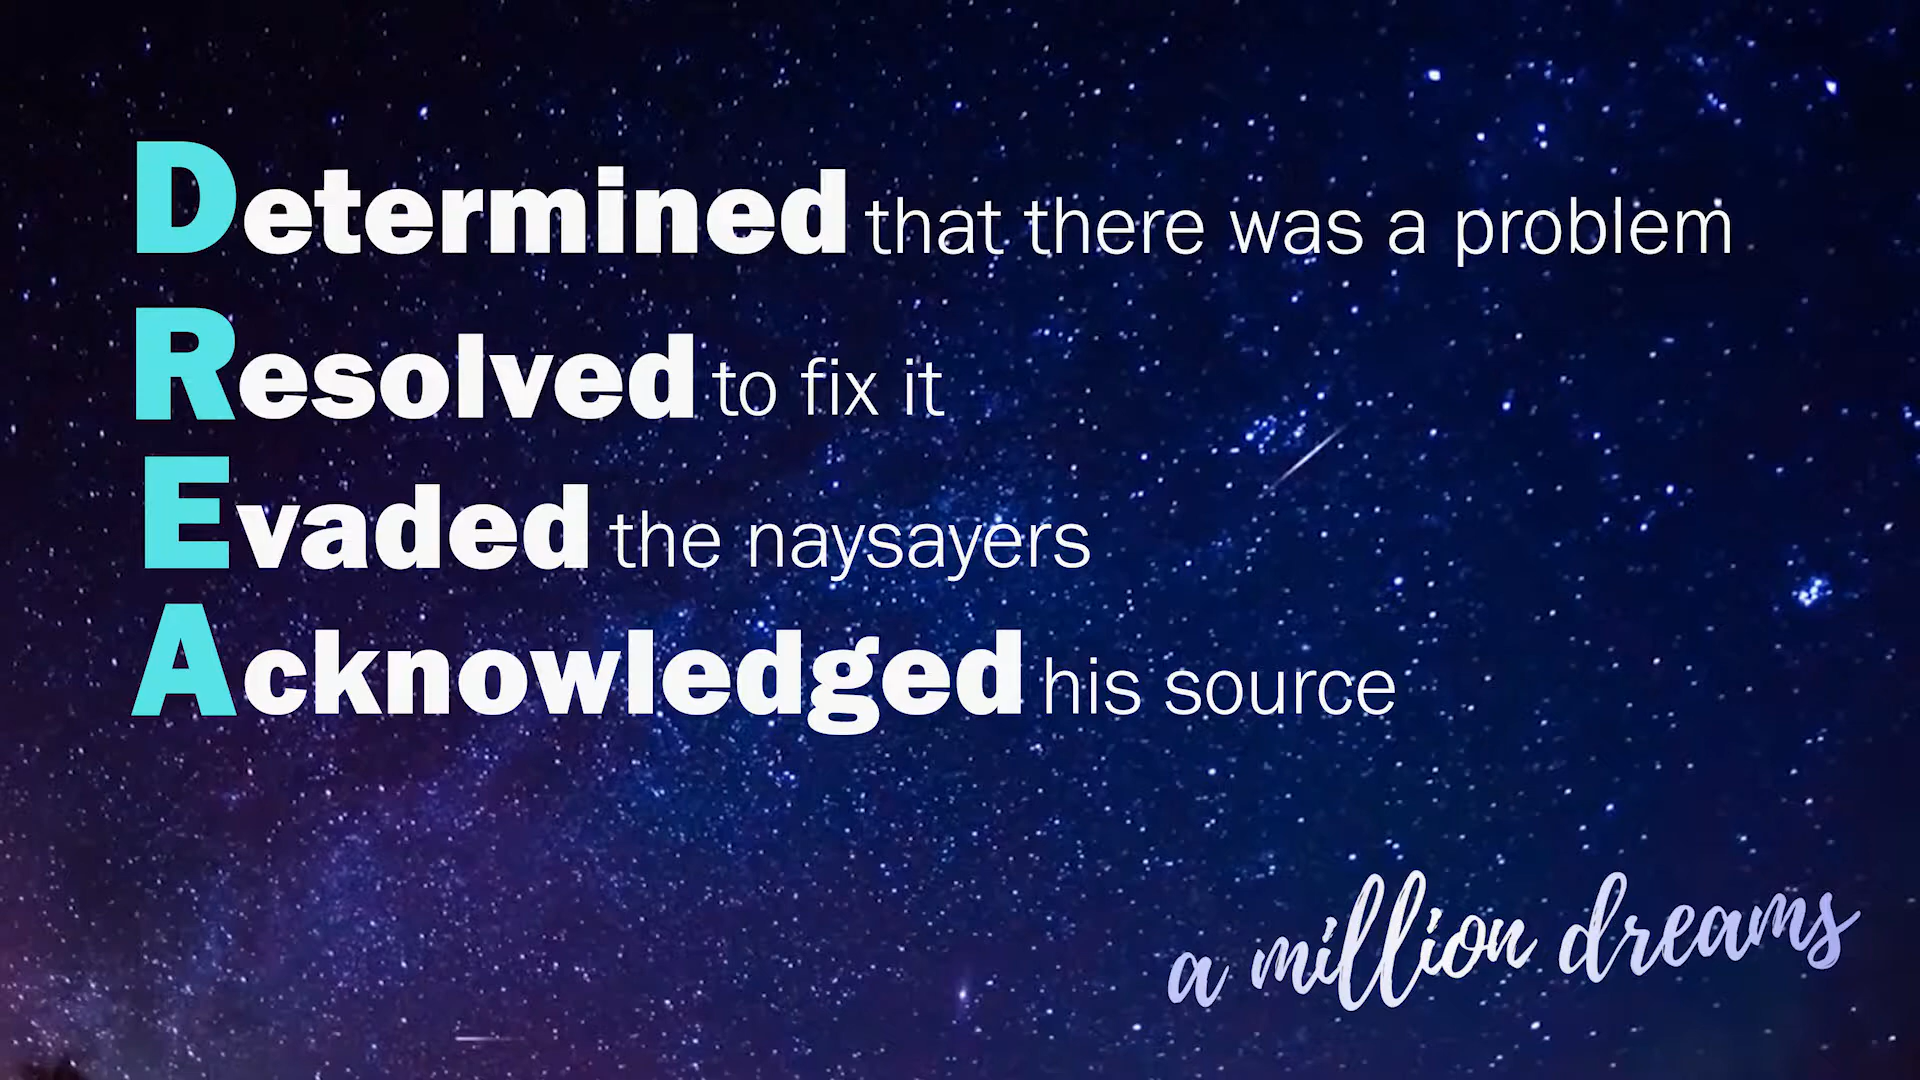 Determined that there was a problem
Resolved to fix it
Evaded the naysayers
Acknowledged his source
a million dreams